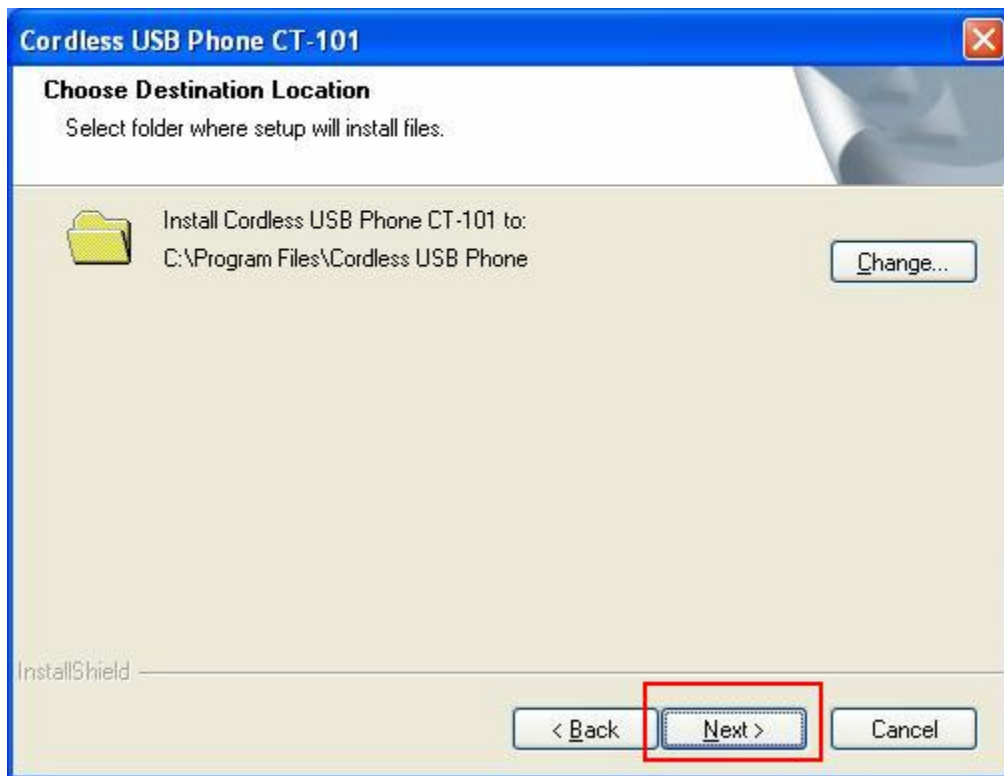 Cordless USB Phone CT-101
Choose Destination Location
Select folder where setup will install files.
Install Cordless USB Phone CT-101 to:
C:\Program Files\Cordless USB Phone
Change...
InstallShield
< Back
Next >
Cancel